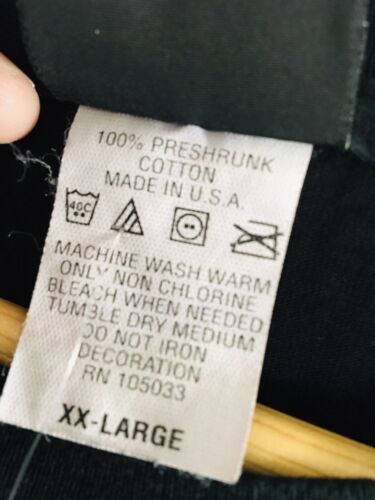 100% PRESHRUNK
COTTON
MADE IN U.S.A.
40C
MACHINE WASH WARM
ONLY NON CHLORINE
BLEACH WHEN NEEDED
TUMBLE DRY MEDIUM
DO NOT IRON
DECORATION
RN 105033
XX-LARGE